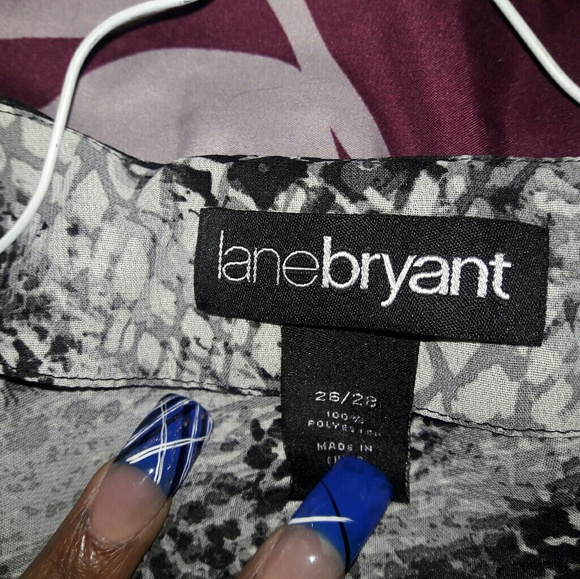 lanebryant
26/28
100%
POLYESTER
MADE IN